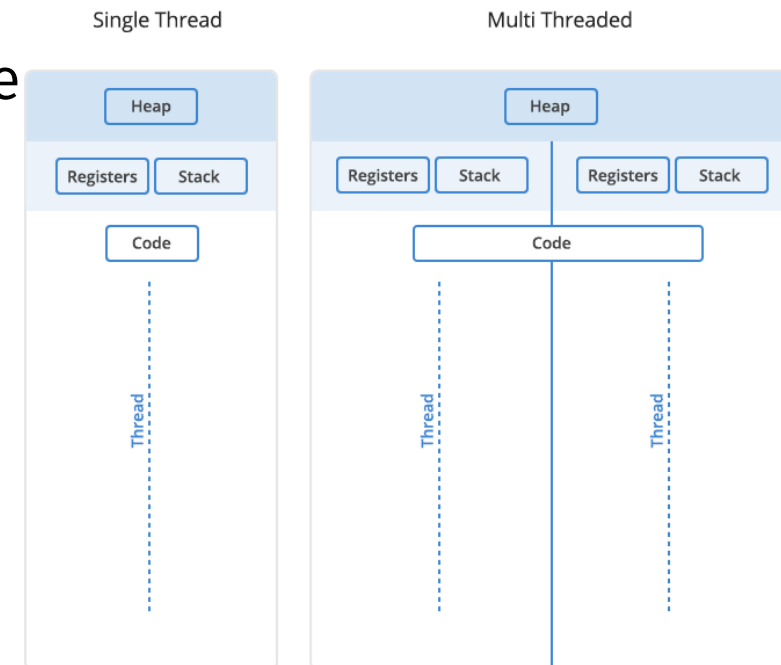 Single Thread
Multi Threaded
e
Heap
Heap
Registers Stack
Registers Stack
Registers Stack
Code
Code
Thread
Thread
Thread